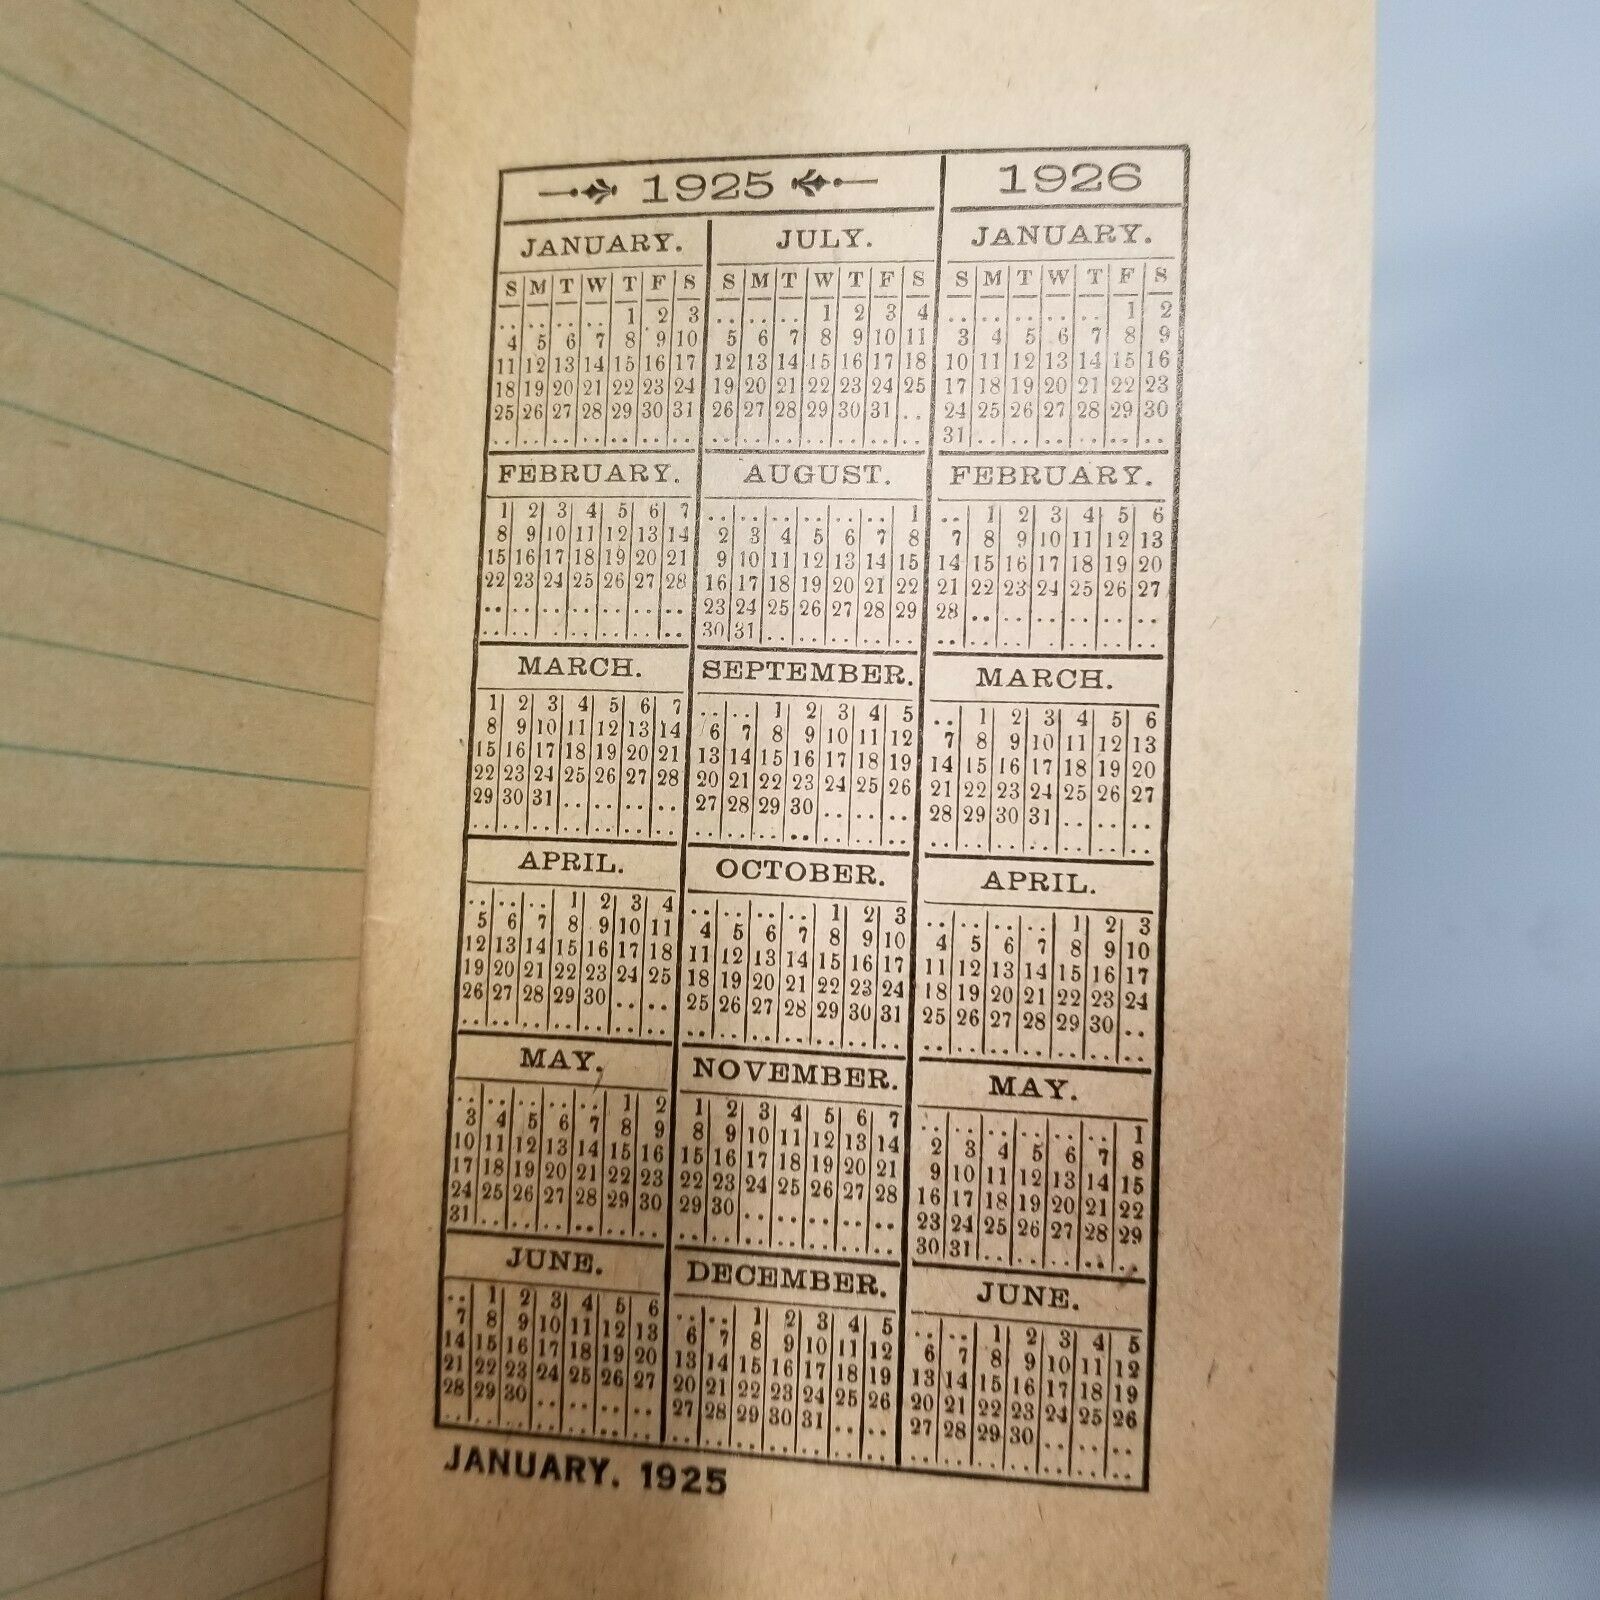 1925
JANUARY.
S M T W T F S
.. .. .. .. 1 2 3
4 5 6 7 8 9 10
11 12 13 14 15 16 17
18 19 20 21 22 23 24
25 26 27 28 29 30 31
.. .. .. .. .. .. ..
FEBRUARY.
1 2 3 4 5 6 7
8 9 10 11 12 13 14
15 16 17 18 19 20 21
22 23 24 25 26 27 28
.. .. .. .. .. .. ..
.. .. .. .. .. .. ..
MARCH.
1 2 3 4 5 6 7
8 9 10 11 12 13 14
15 16 17 18 19 20 21
22 23 24 25 26 27 28
29 30 31 .. .. .. ..
.. .. .. .. .. .. ..
APRIL.
.. .. .. 1 2 3 4
5 6 7 8 9 10 11
12 13 14 15 16 17 18
19 20 21 22 23 24 25
26 27 28 29 30 .. ..
.. .. .. .. .. .. ..
MAY.
.. .. .. .. .. 1 2
3 4 5 6 7 8 9
10 11 12 13 14 15 16
17 18 19 20 21 22 23
24 25 26 27 28 29 30
31 .. .. .. .. .. ..
JUNE.
.. 1 2 3 4 5 6
7 8 9 10 11 12 13
14 15 16 17 18 19 20
21 22 23 24 25 26 27
28 29 30 .. .. .. ..
.. .. .. .. .. .. ..
JULY.
S M T W T F S
.. .. .. 1 2 3 4
5 6 7 8 9 10 11
12 13 14 15 16 17 18
19 20 21 22 23 24 25
26 27 28 29 30 31 ..
.. .. .. .. .. .. ..
AUGUST.
.. .. .. .. .. .. 1
2 3 4 5 6 7 8
9 10 11 12 13 14 15
16 17 18 19 20 21 22
23 24 25 26 27 28 29
30 31 .. .. .. .. ..
SEPTEMBER.
.. .. 1 2 3 4 5
6 7 8 9 10 11 12
13 14 15 16 17 18 19
20 21 22 23 24 25 26
27 28 29 30 .. .. ..
.. .. .. .. .. .. ..
OCTOBER.
.. .. .. .. 1 2 3
4 5 6 7 8 9 10
11 12 13 14 15 16 17
18 19 20 21 22 23 24
25 26 27 28 29 30 31
.. .. .. .. .. .. ..
NOVEMBER.
1 2 3 4 5 6 7
8 9 10 11 12 13 14
15 16 17 18 19 20 21
22 23 24 25 26 27 28
29 30 .. .. .. .. ..
.. .. .. .. .. .. ..
DECEMBER.
.. .. 1 2 3 4 5
6 7 8 9 10 11 12
13 14 15 16 17 18 19
20 21 22 23 24 25 26
27 28 29 30 31 .. ..
.. .. .. .. .. .. ..
1926
JANUARY.
S M T W T F S
.. .. .. .. .. 1 2
3 4 5 6 7 8 9
10 11 12 13 14 15 16
17 18 19 20 21 22 23
24 25 26 27 28 29 30
31 .. .. .. .. .. ..
FEBRUARY.
.. 1 2 3 4 5 6
7 8 9 10 11 12 13
14 15 16 17 18 19 20
21 22 23 24 25 26 27
28 .. .. .. .. .. ..
.. .. .. .. .. .. ..
MARCH.
.. 1 2 3 4 5 6
7 8 9 10 11 12 13
14 15 16 17 18 19 20
21 22 23 24 25 26 27
28 29 30 31 .. .. ..
.. .. .. .. .. .. ..
APRIL.
.. .. .. .. 1 2 3
4 5 6 7 8 9 10
11 12 13 14 15 16 17
18 19 20 21 22 23 24
25 26 27 28 29 30 ..
.. .. .. .. .. .. ..
MAY.
.. .. .. .. .. .. 1
2 3 4 5 6 7 8
9 10 11 12 13 14 15
16 17 18 19 20 21 22
23 24 25 26 27 28 29
30 31 .. .. .. .. ..
JUNE.
.. .. 1 2 3 4 5
6 7 8 9 10 11 12
13 14 15 16 17 18 19
20 21 22 23 24 25 26
27 28 29 30 .. .. ..
.. .. .. .. .. .. ..
JANUARY. 1925